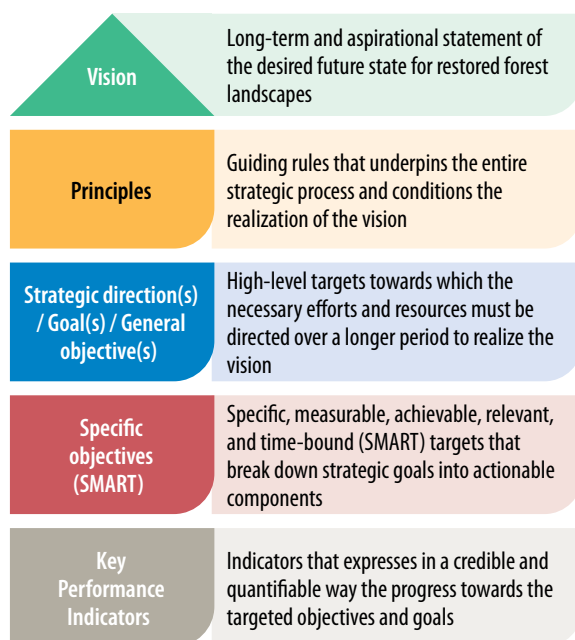 Vision
Long-term and aspirational statement of
the desired future state for restored forest
landscapes
Principles
Guiding rules that underpins the entire
strategic process and conditions the
realization of the vision
Strategic direction(s)
/ Goal(s) / General
objective(s)
High-level targets towards which the
necessary efforts and resources must be
directed over a longer period to realize the
vision
Specific
objectives
(SMART)
Specific, measurable, achievable, relevant,
and time-bound (SMART) targets that
break down strategic goals into actionable
components
Key
Performance
Indicators
Indicators that expresses in a credible and
quantifiable way the progress towards the
targeted objectives and goals